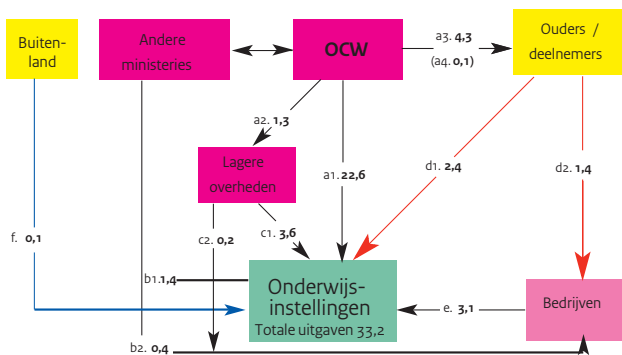 Buiten-
land
Andere
ministeries
OCW
a3. 4,3
(a4. 0,1)
Ouders /
deelnemers
a2. 1,3
Lagere
overheden
a1. 22,6
d1. 2,4
d2. 1,4
f. 0,1
c2. 0,2
c1. 3,6
b1. 1,4
Onderwijs-
instellingen
Totale uitgaven 33,2
e. 3,1
Bedrijven
b2. 0,4